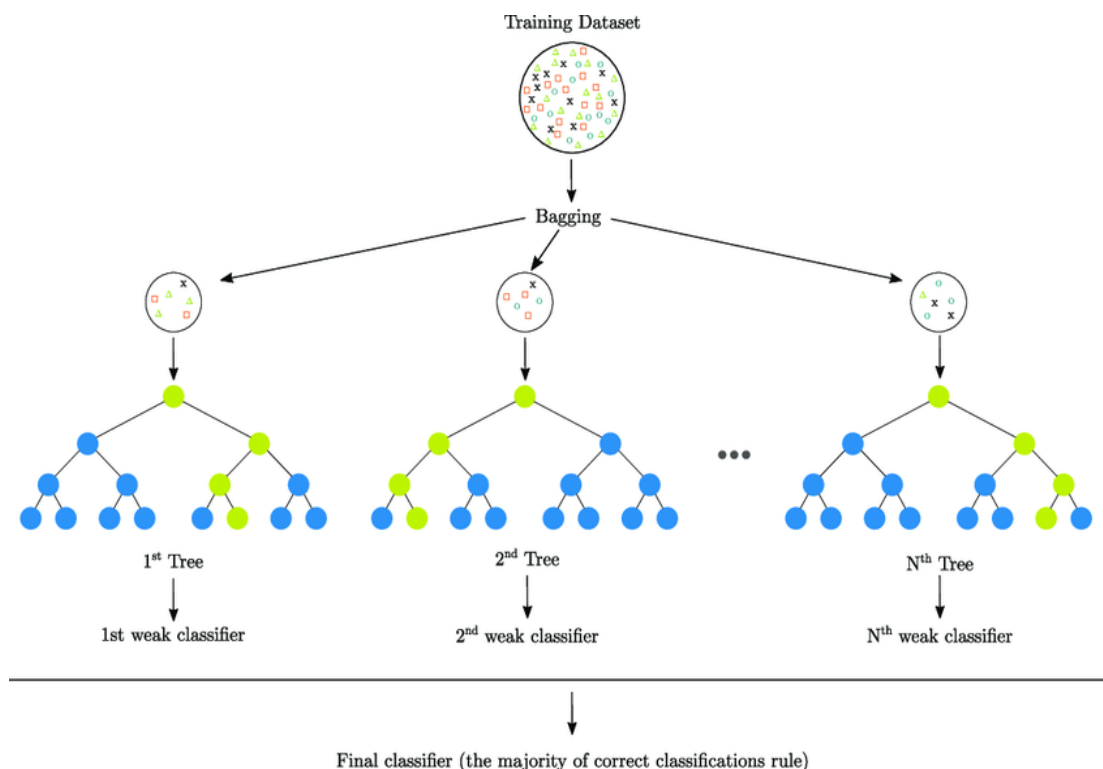 Training Dataset
Bagging
1st Tree
2nd Tree
Nth Tree
1st weak classifier
2nd weak classifier
Nth weak classifier
Final classifier (the majority of correct classifications rule)